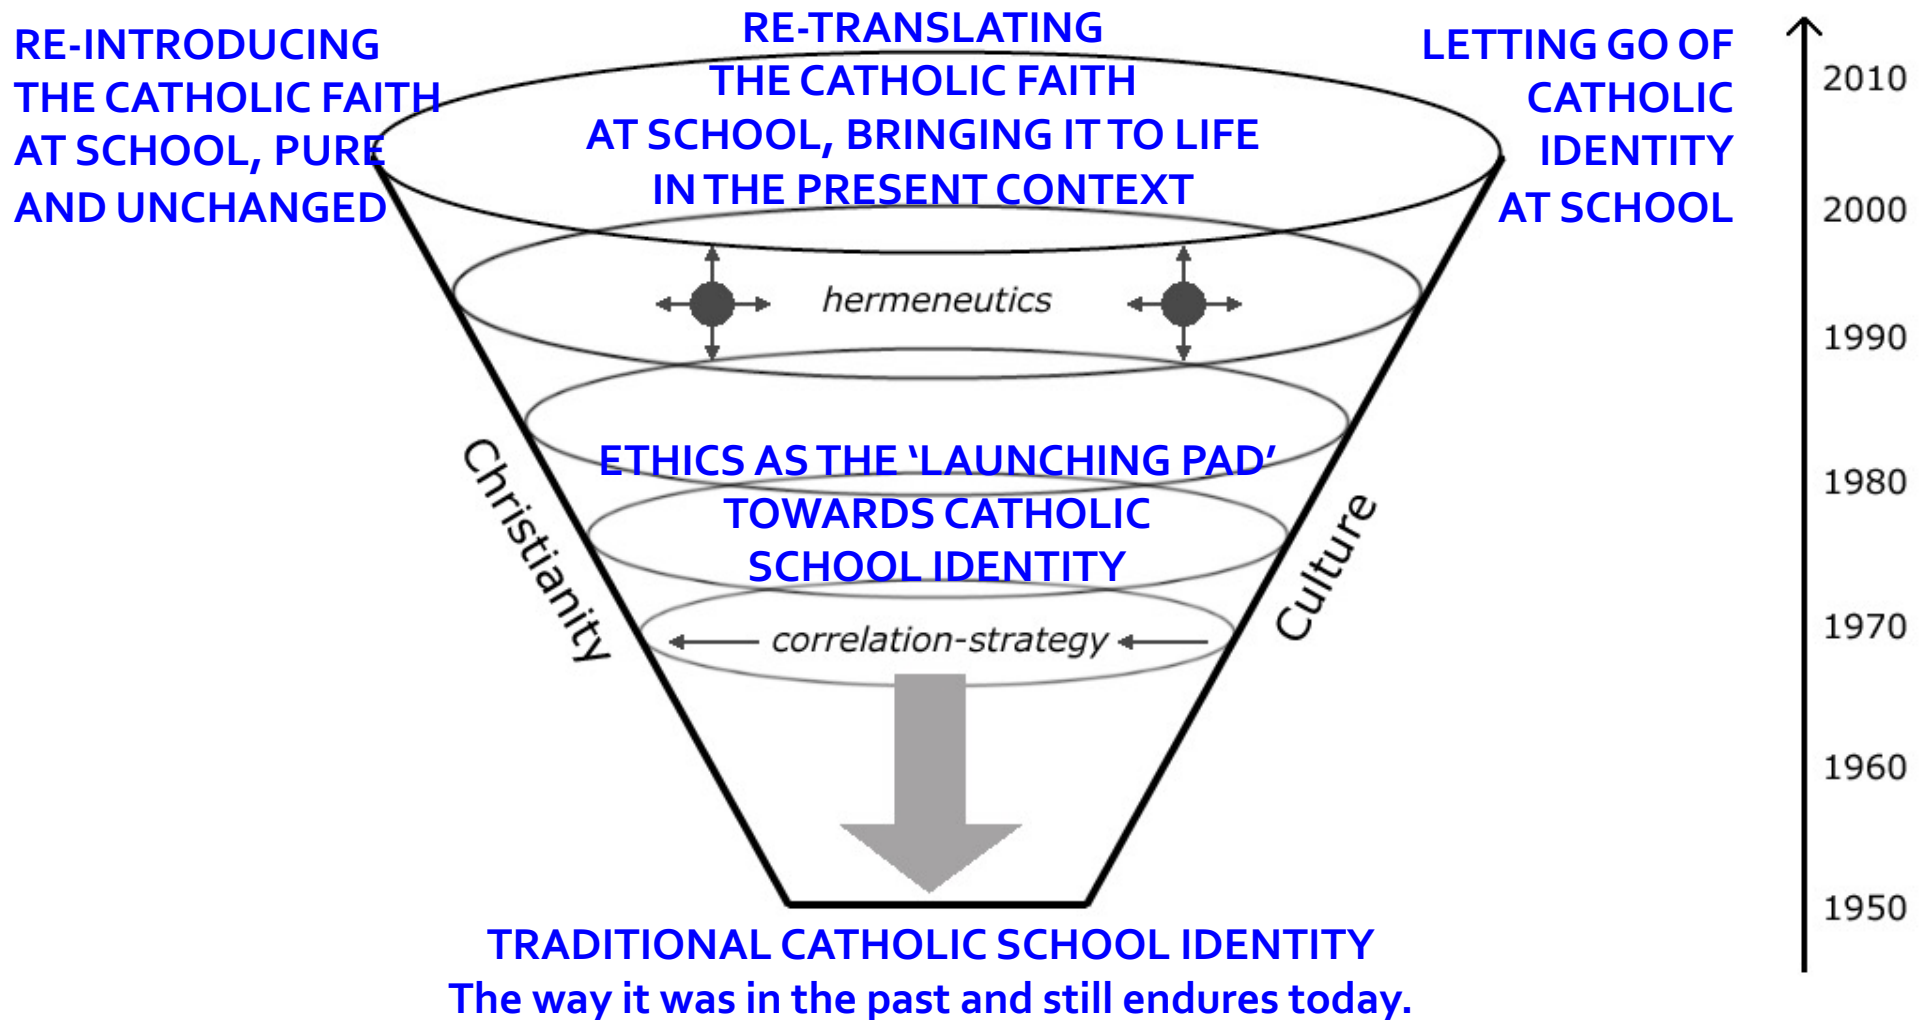 RE-INTRODUCING
THE CATHOLIC FAITH
AT SCHOOL, PURE
AND UNCHANGED
RE-TRANSLATING
THE CATHOLIC FAITH
AT SCHOOL, BRINGING IT TO LIFE
IN THE PRESENT CONTEXT
LETTING GO OF
CATHOLIC
IDENTITY
AT SCHOOL
hermeneutics
ETHICS AS THE ‘LAUNCHING PAD’
TOWARDS CATHOLIC
SCHOOL IDENTITY
Christianity
Culture
correlation-strategy
TRADITIONAL CATHOLIC SCHOOL IDENTITY
The way it was in the past and still endures today.
2010
2000
1990
1980
1970
1960
1950